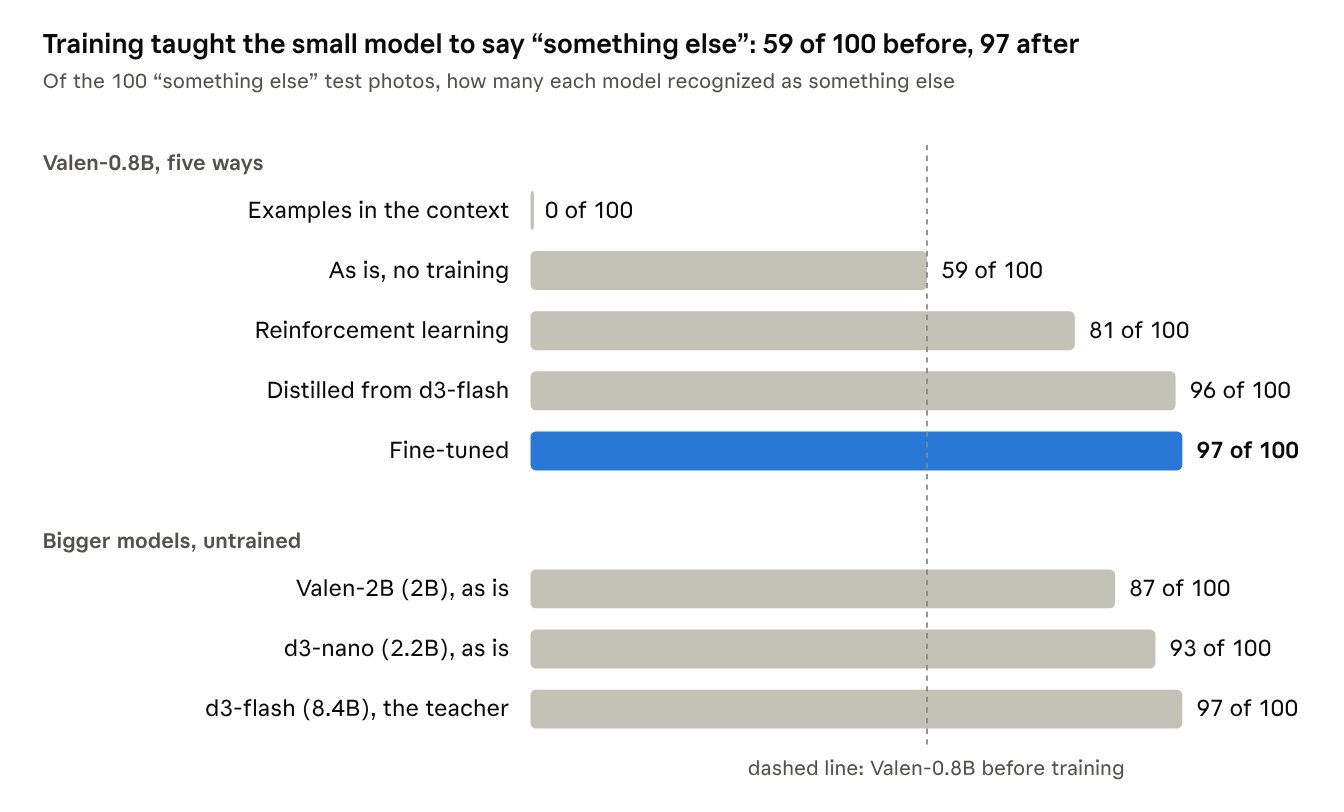 Training taught the small model to say “something else”: 59 of 100 before, 97 after
Of the 100 “something else” test photos, how many each model recognized as something else
Valen-0.8B, five ways
Examples in the context 0 of 100
As is, no training 59 of 100
Reinforcement learning 81 of 100
Distilled from d3-flash 96 of 100
Fine-tuned 97 of 100
Bigger models, untrained
Valen-2B (2B), as is 87 of 100
d3-nano (2.2B), as is 93 of 100
d3-flash (8.4B), the teacher 97 of 100
dashed line: Valen-0.8B before training